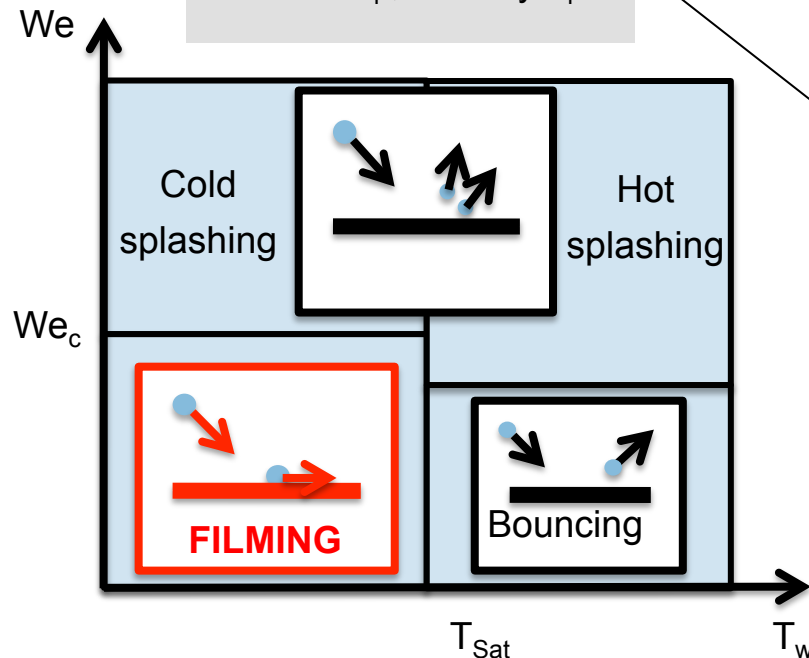 We
Cold
splashing
Hot
splashing
We_c
FILMING
Bouncing
T_Sat
T_w